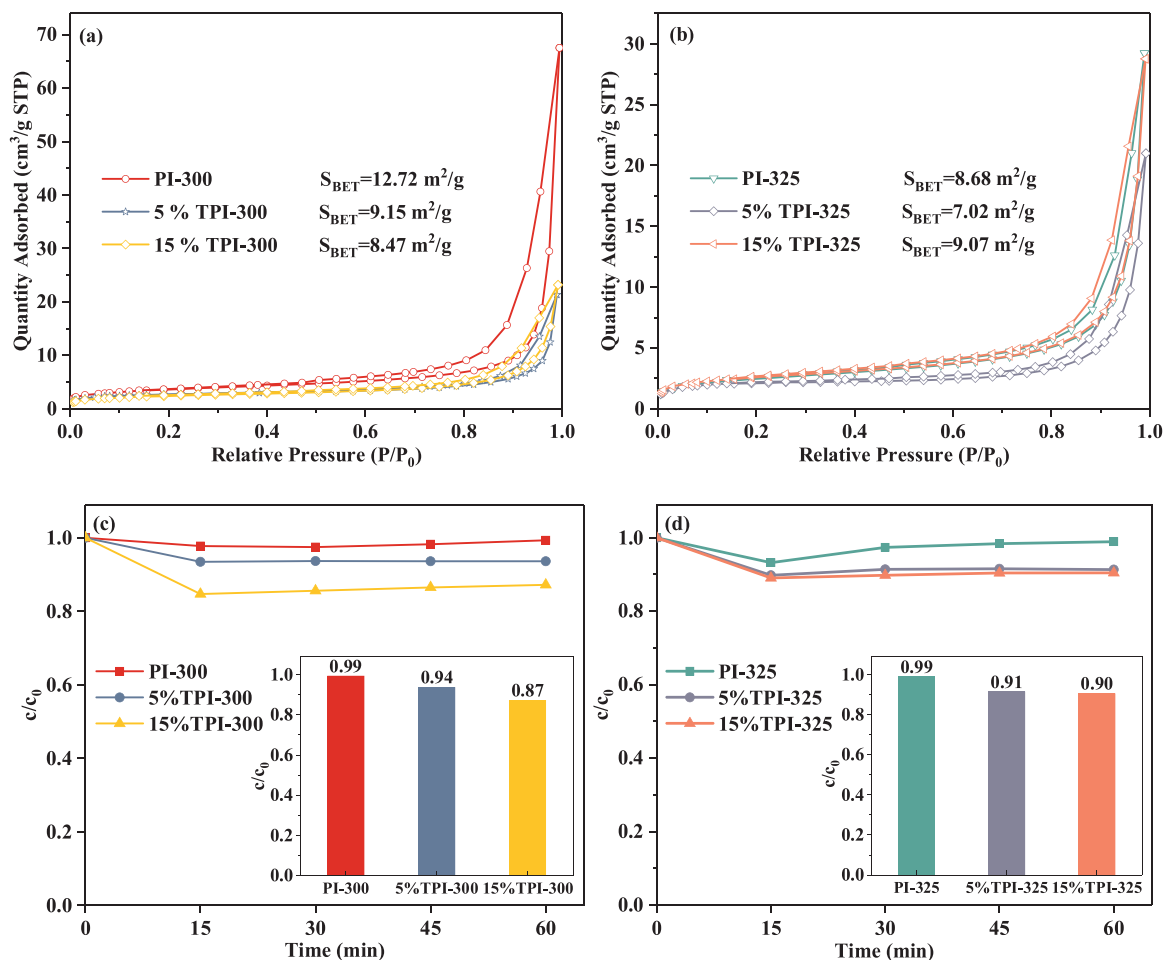 (a)
Quantity Adsorbed (cm³/g STP)
70
60
50
40
30
20
10
0
PI-300 S_BET=12.72 m²/g
5 % TPI-300 S_BET=9.15 m²/g
15 % TPI-300 S_BET=8.47 m²/g
0.0 0.2 0.4 0.6 0.8 1.0
Relative Pressure (P/P₀)
(b)
Quantity Adsorbed (cm³/g STP)
30
25
20
15
10
5
0
PI-325 S_BET=8.68 m²/g
5% TPI-325 S_BET=7.02 m²/g
15% TPI-325 S_BET=9.07 m²/g
0.0 0.2 0.4 0.6 0.8 1.0
Relative Pressure (P/P₀)
(c)
c/c₀
1.0
0.8
0.6
0.4
0.2
0.0
PI-300
5%TPI-300
15%TPI-300
c/c₀
1.0
0.8
0.6
0.4
0.2
0.0
0.99
0.94
0.87
PI-300 5%TPI-300 15%TPI-300
0 15 30 45 60
Time (min)
(d)
c/c₀
1.0
0.8
0.6
0.4
0.2
0.0
PI-325
5%TPI-325
15%TPI-325
c/c₀
1.0
0.8
0.6
0.4
0.2
0.0
0.99
0.91
0.90
PI-325 5%TPI-325 15%TPI-325
0 15 30 45 60
Time (min)